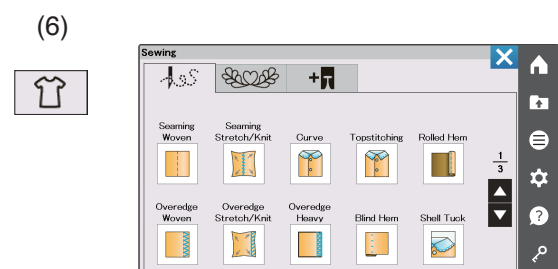 (6)
Sewing
Seaming Woven
Seaming Stretch/Knit
Curve
Topstitching
Rolled Hem
1
3
Overedge Woven
Overedge Stretch/Knit
Overedge Heavy
Blind Hem
Shell Tuck